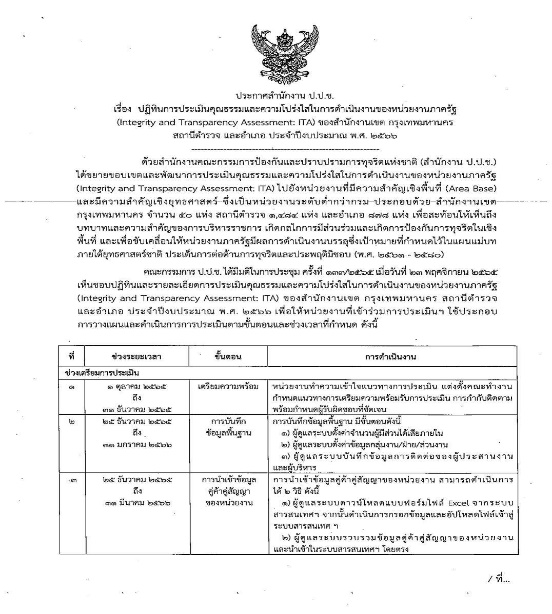 ประกาศสำนักงาน ป.ป.ช.
เรื่อง ปฏิทินการประเมินคุณธรรมและความโปร่งใสในการดำเนินงานของหน่วยงานภาครัฐ
(Integrity and Transparency Assessment: ITA) ของสำนักงานเขต กรุงเทพมหานคร
สถานีตำรวจ และอำเภอ ประจำปีงบประมาณ พ.ศ. ๒๕๖๖
ด้วยสำนักงานคณะกรรมการป้องกันและปราบปรามการทุจริตแห่งชาติ (สำนักงาน ป.ป.ช.)
ได้ขยายขอบเขตและพัฒนาการประเมินคุณธรรมและความโปร่งใสในการดำเนินงานของหน่วยงานภาครัฐ
(Integrity and Transparency Assessment: ITA) ไปยังหน่วยงานที่มีความสำคัญเชิงพื้นที่ (Area Base)
และมีความสำคัญเชิงยุทธศาสตร์ ซึ่งเป็นหน่วยงานระดับต่ำกว่ากรม ประกอบด้วย สำนักงานเขต
กรุงเทพมหานคร จำนวน ๕๐ แห่ง สถานีตำรวจ ๑,๔๘๔ แห่ง และอำเภอ ๘๗๘ แห่ง เพื่อสะท้อนให้เห็นถึง
บทบาทและความสำคัญของการบริหารราชการ เกิดกลไกการมีส่วนร่วมและเกิดการป้องกันการทุจริตในเชิง
พื้นที่ และเพื่อขับเคลื่อนให้หน่วยงานภาครัฐมีผลการดำเนินงานบรรลุซึ่งเป้าหมายที่กำหนดไว้ในแผนแม่บท
ภายใต้ยุทธศาสตร์ชาติ ประเด็นการต่อต้านการทุจริตและประพฤติมิชอบ (พ.ศ. ๒๕๖๑ - ๒๕๘๐)
คณะกรรมการ ป.ป.ช. ได้มีมติในการประชุม ครั้งที่ ๑๓๓/๒๕๖๕ เมื่อวันที่ ๒๓ พฤศจิกายน ๒๕๖๕
เห็นชอบปฏิทินและรายละเอียดการประเมินคุณธรรมและความโปร่งใสในการดำเนินงานของหน่วยงานภาครัฐ
(Integrity and Transparency Assessment: ITA) ของสำนักงานเขต กรุงเทพมหานคร สถานีตำรวจ
และอำเภอ ประจำปีงบประมาณ พ.ศ. ๒๕๖๖ เพื่อให้หน่วยงานที่เข้าร่วมการประเมินฯ ใช้ประกอบ
การวางแผนและดำเนินการการประเมินตามขั้นตอนและช่วงเวลาที่กำหนด ดังนี้
ที่ ช่วงระยะเวลา ขั้นตอน การดำเนินงาน
ช่วงเตรียมการประเมิน
๑ ๑ ตุลาคม ๒๕๖๕ เตรียมความพร้อม หน่วยงานทำความเข้าใจแนวทางการประเมิน แต่งตั้งคณะทำงาน
ถึง กำหนดแนวทางการเตรียมความพร้อมรับการประเมิน การกำกับติดตาม
๓๑ ธันวาคม ๒๕๖๕ พร้อมกำหนดผู้รับผิดชอบที่ชัดเจน
๒ ๒๕ ธันวาคม ๒๕๖๕ การบันทึก การบันทึกข้อมูลพื้นฐาน มีขั้นตอนดังนี้
ถึง ข้อมูลพื้นฐาน ๑) ผู้ดูแลระบบตั้งค่าจำนวนผู้มีส่วนได้ส่วนเสียภายใน
๓๑ มกราคม ๒๕๖๖ ๒) ผู้ดูแลระบบตั้งค่าข้อมูลกลุ่มงาน/ฝ่าย/ส่วนงาน
๓) ผู้ดูแลระบบบันทึกข้อมูลการติดต่อของผู้ประสานงาน
และผู้บริหาร
๓ ๒๕ ธันวาคม ๒๕๖๕ การนำเข้าข้อมูล การนำเข้าข้อมูลคู่ค้าคู่สัญญาของหน่วยงาน สามารถดำเนินการ
ถึง คู่ค้าคู่สัญญา ได้ ๒ วิธี ดังนี้
๓๑ มีนาคม ๒๕๖๖ ของหน่วยงาน ๑) ผู้ดูแลระบบดาวน์โหลดแบบฟอร์มไฟล์ Excel จากระบบ
สารสนเทศฯ จากนั้นดำเนินการกรอกข้อมูลและอัปโหลดไฟล์เข้าสู่
ระบบสารสนเทศ ฯ
๒) ผู้ดูแลระบบรวบรวมข้อมูลคู่ค้าคู่สัญญาของหน่วยงาน
และนำเข้าในระบบสารสนเทศฯ โดยตรง
/ ที่...